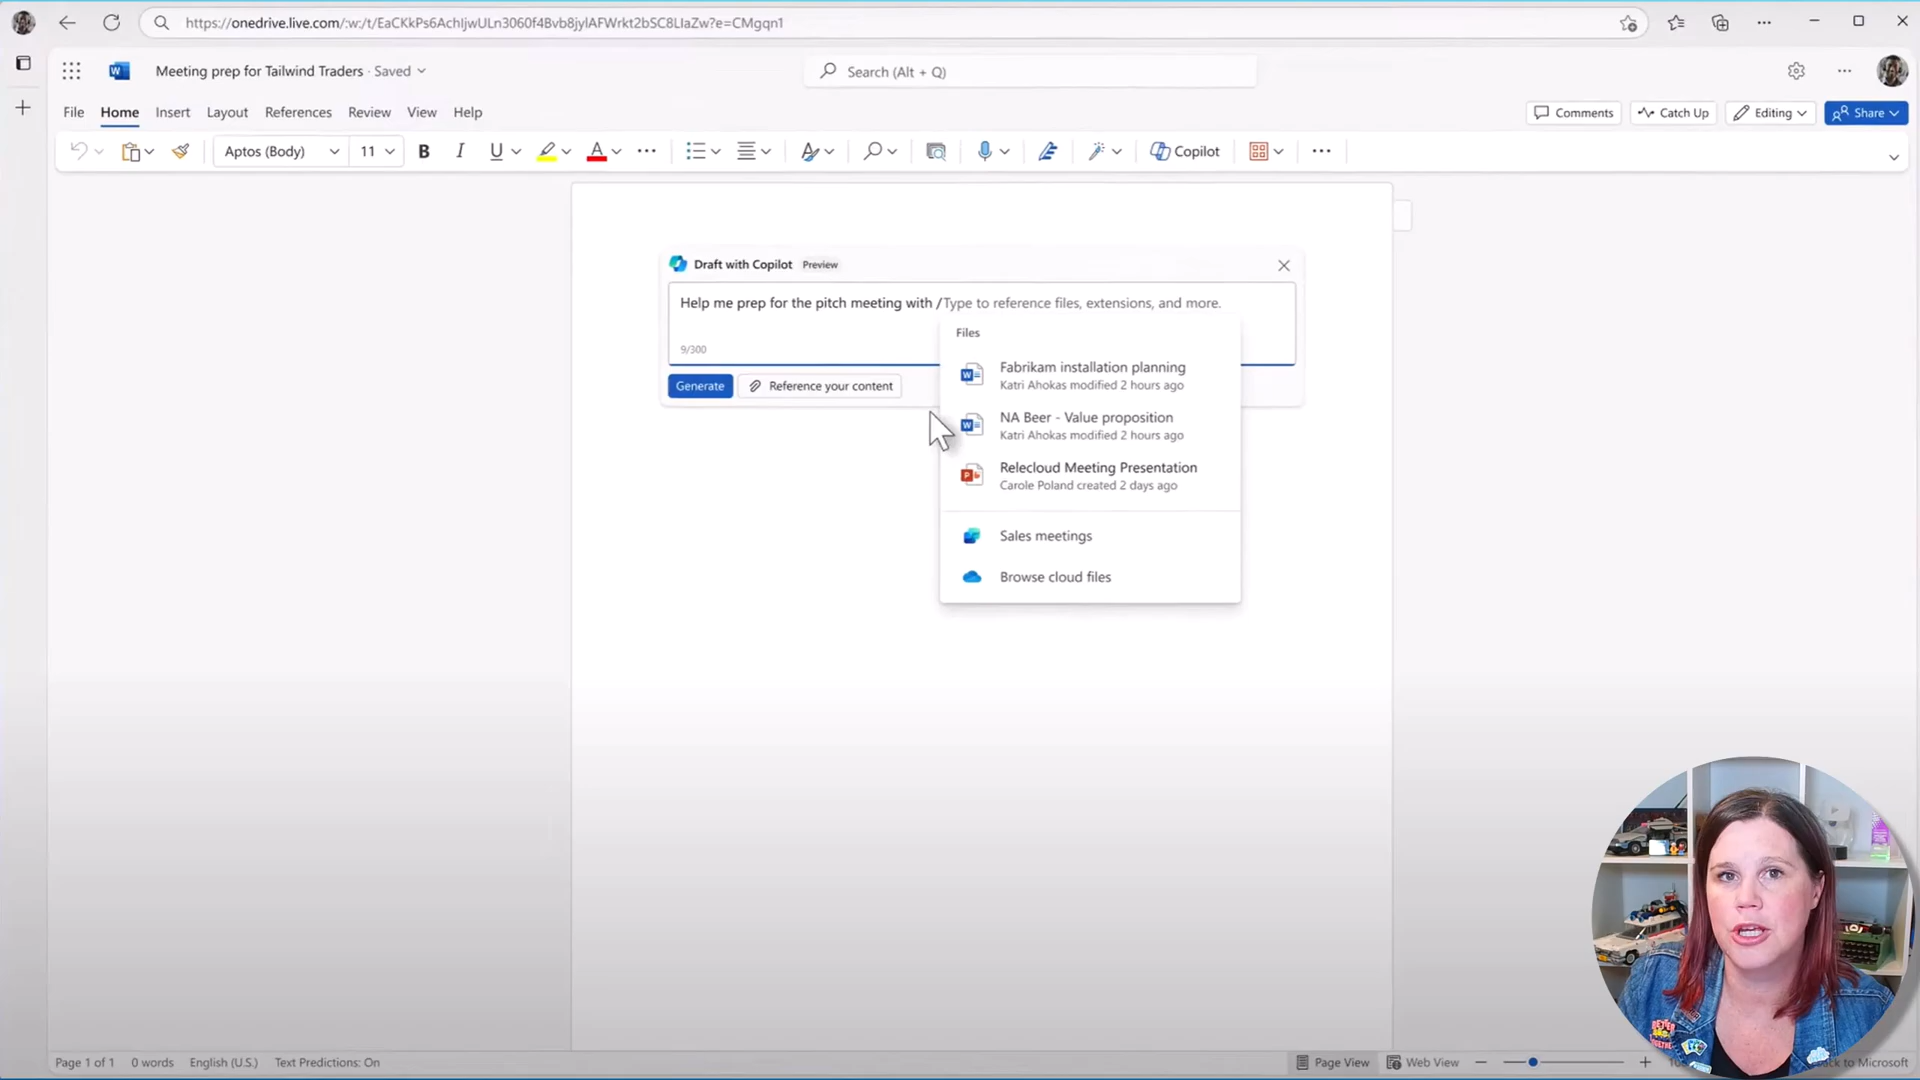 https://onedrive.live.com/:w:/t/EaCKkPs6AchIjwULn3060f4Bvb8jylAFWrkt2bSC8LIaZw?e=CMgqn1
Meeting prep for Tailwind Traders · Saved
Search (Alt + Q)
File Home Insert Layout References Review View Help
Comments Catch Up Editing Share
Aptos (Body) 11 B I U A Copilot
Draft with Copilot Preview
Help me prep for the pitch meeting with /Type to reference files, extensions, and more.
9/300
Generate Reference your content
Files
Fabrikam installation planning
Katri Ahokas modified 2 hours ago
NA Beer - Value proposition
Katri Ahokas modified 2 hours ago
Relecloud Meeting Presentation
Carole Poland created 2 days ago
Sales meetings
Browse cloud files
Page 1 of 1 0 words English (U.S.) Text Predictions: On
Page View Web View to Microsoft